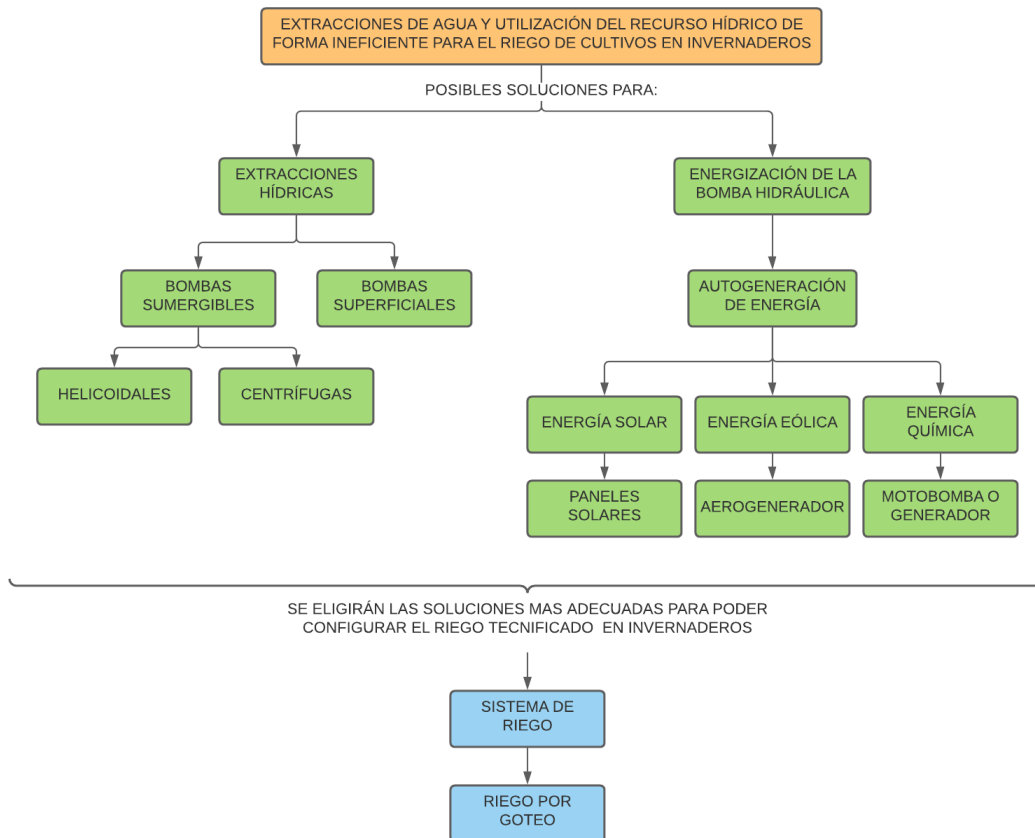 EXTRACCIONES DE AGUA Y UTILIZACIÓN DEL RECURSO HÍDRICO DE
FORMA INEFICIENTE PARA EL RIEGO DE CULTIVOS EN INVERNADEROS
POSIBLES SOLUCIONES PARA:
EXTRACCIONES
HÍDRICAS
ENERGIZACIÓN DE LA
BOMBA HIDRÁULICA
BOMBAS
SUMERGIBLES
BOMBAS
SUPERFICIALES
AUTOGENERACIÓN
DE ENERGÍA
HELICOIDALES
CENTRÍFUGAS
ENERGÍA SOLAR
ENERGÍA EÓLICA
ENERGÍA
QUÍMICA
PANELES
SOLARES
AEROGENERADOR
MOTOBOMBA O
GENERADOR
SE ELIGIRÁN LAS SOLUCIONES MAS ADECUADAS PARA PODER
CONFIGURAR EL RIEGO TECNIFICADO  EN INVERNADEROS
SISTEMA DE
RIEGO
RIEGO POR
GOTEO